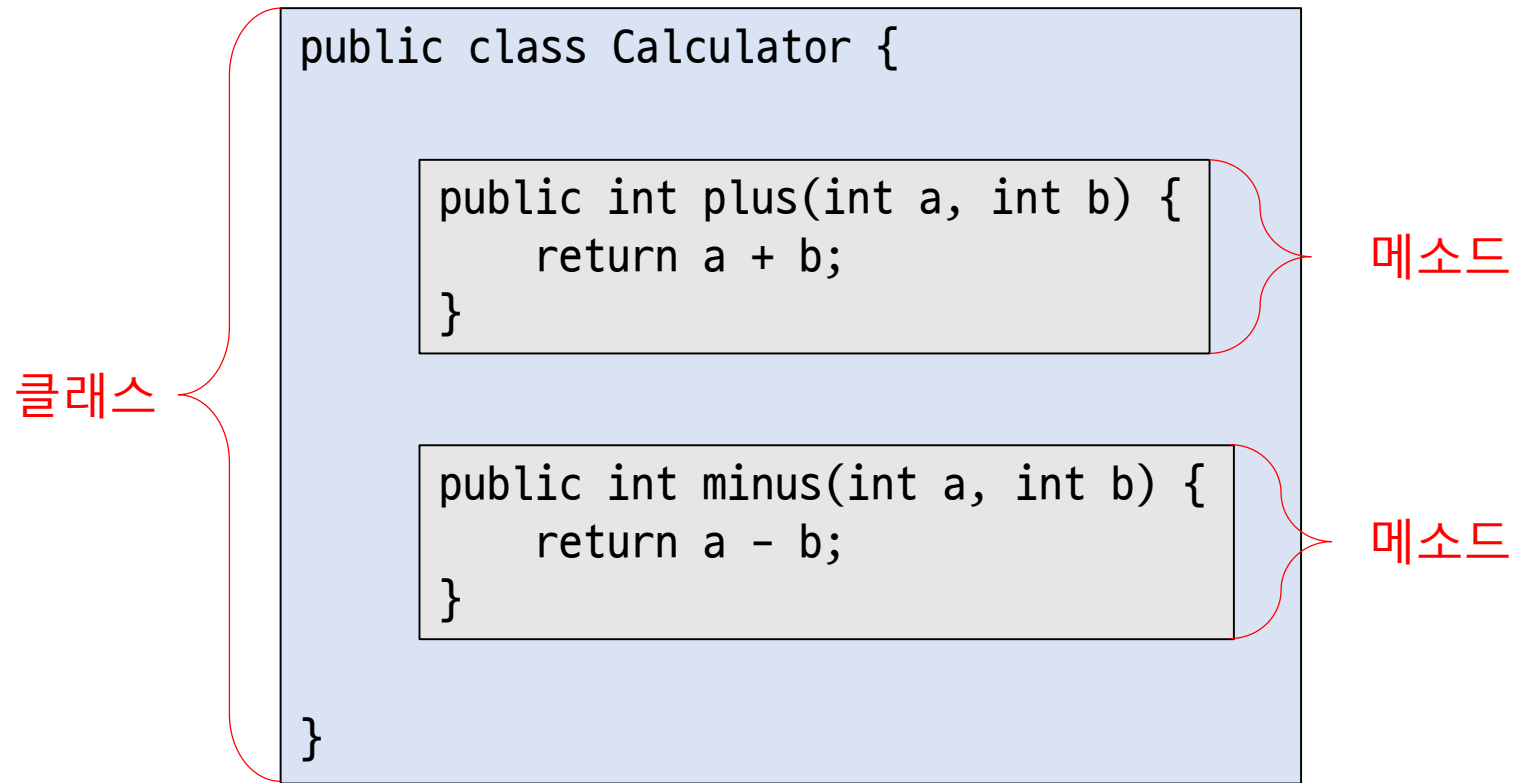 public class Calculator {
public int plus(int a, int b) {
return a + b;
}
메소드
클래스
public int minus(int a, int b) {
return a – b;
}
메소드
}